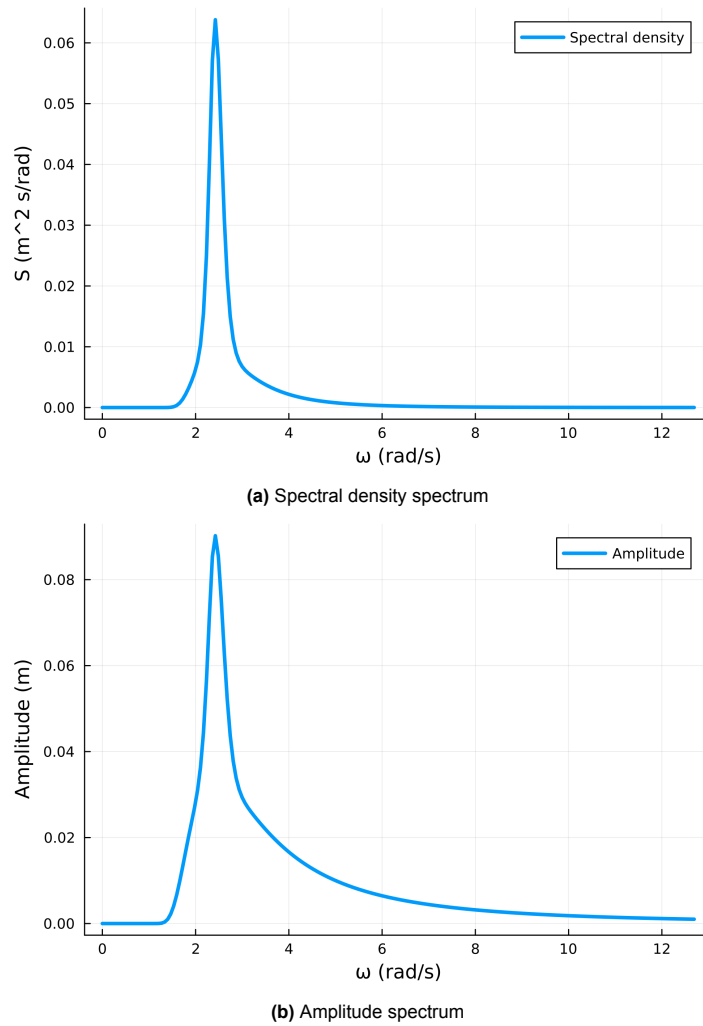 Spectral density
0.06
0.05
0.04
0.03
0.02
0.01
0.00
S (m^2 s/rad)
0 2 4 6 8 10 12
ω (rad/s)
(a) Spectral density spectrum
Amplitude
0.08
0.06
0.04
0.02
0.00
Amplitude (m)
0 2 4 6 8 10 12
ω (rad/s)
(b) Amplitude spectrum